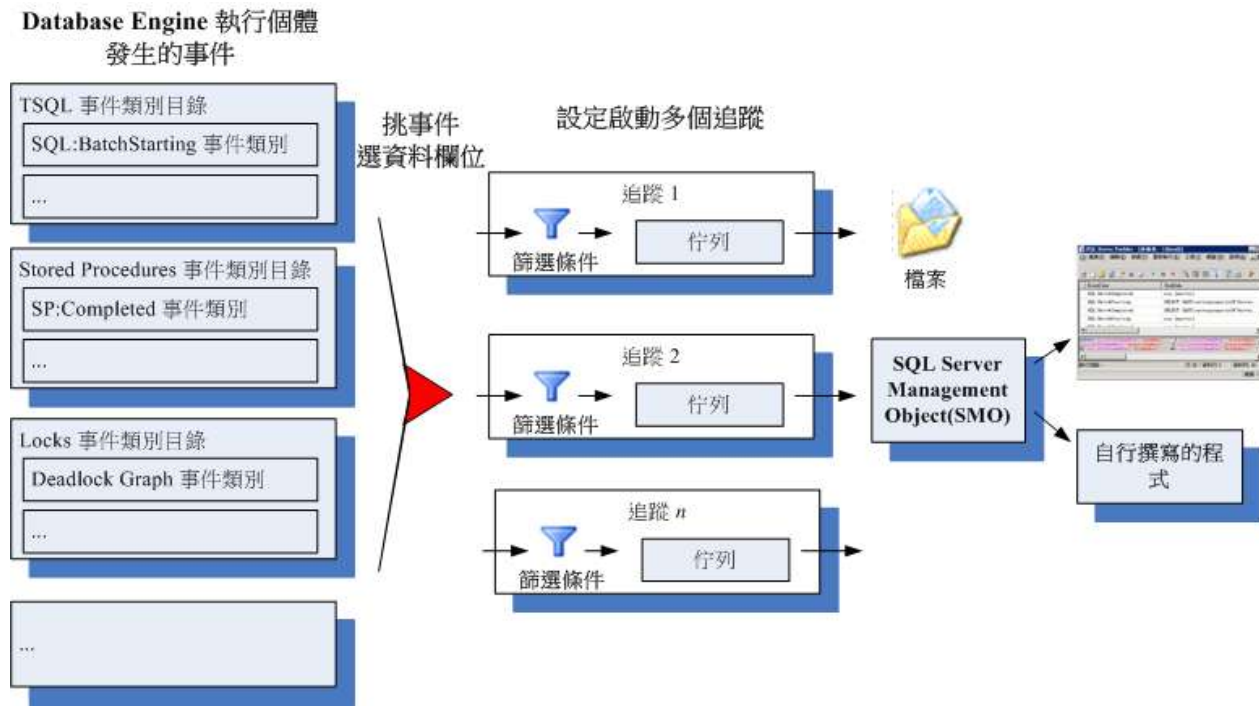 Database Engine 執行個體
發生的事件
TSQL 事件類別目錄
SQL:BatchStarting 事件類別
...
Stored Procedures 事件類別目錄
SP:Completed 事件類別
...
Locks 事件類別目錄
Deadlock Graph 事件類別
...
...
挑事件
選資料欄位
設定啟動多個追蹤
追蹤 1
篩選條件
佇列
檔案
追蹤 2
篩選條件
佇列
SQL Server
Management
Object(SMO)
自行撰寫的程
式
追蹤 n
篩選條件
佇列